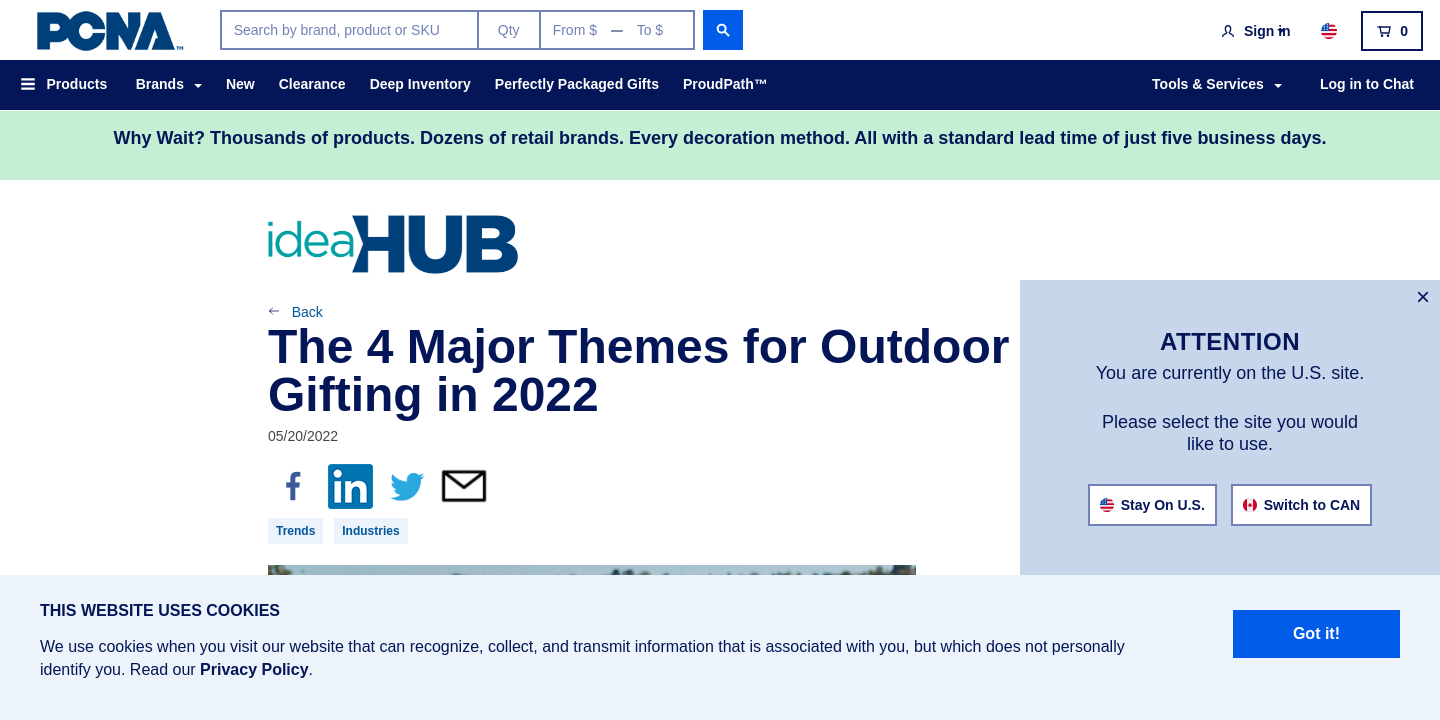 PCNA™
Search by brand, product or SKU
Qty
From $ — To $
Sign in
0
Products
Brands
New
Clearance
Deep Inventory
Perfectly Packaged Gifts
ProudPath™
Tools & Services
Log in to Chat
Why Wait? Thousands of products. Dozens of retail brands. Every decoration method. All with a standard lead time of just five business days.
ideaHUB
Back
The 4 Major Themes for Outdoor
Gifting in 2022
05/20/2022
Trends
Industries
ATTENTION
You are currently on the U.S. site.
Please select the site you would
like to use.
Stay On U.S.
Switch to CAN
THIS WEBSITE USES COOKIES
We use cookies when you visit our website that can recognize, collect, and transmit information that is associated with you, but which does not personally
identify you. Read our Privacy Policy.
Got it!